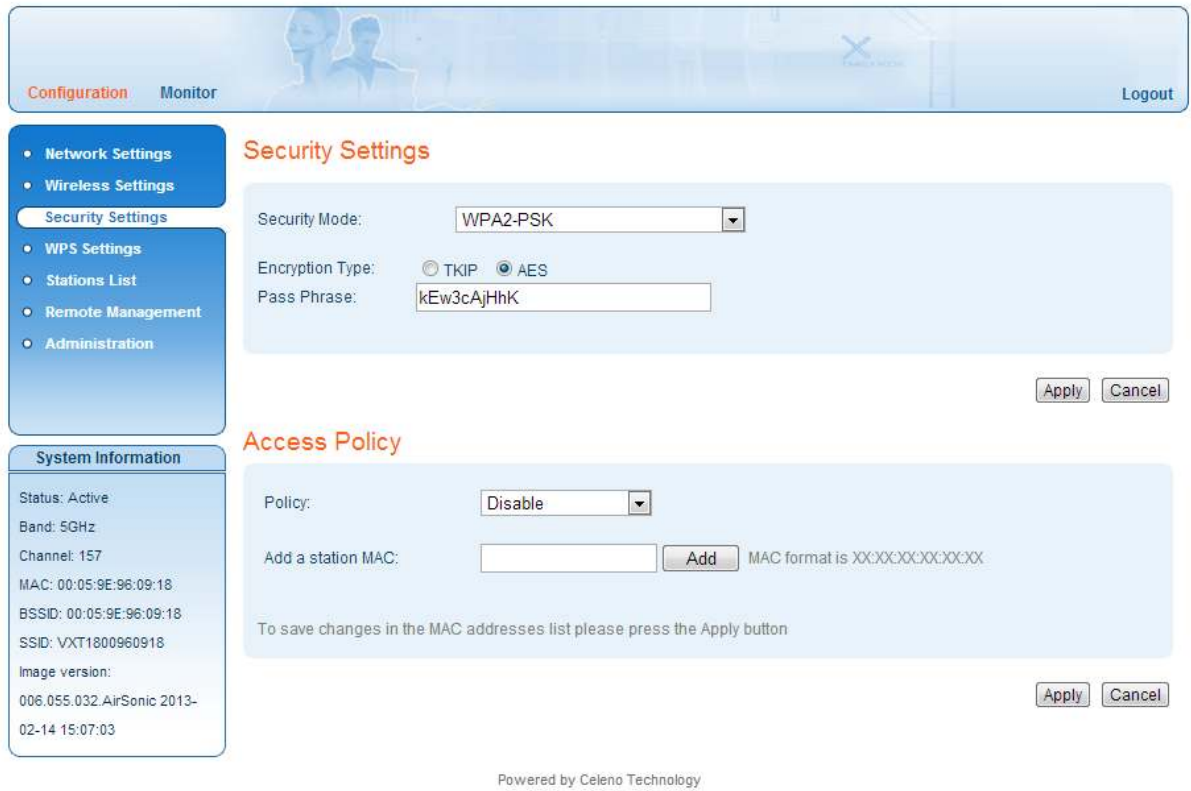 Configuration Monitor
Logout
Network Settings
Wireless Settings
Security Settings
WPS Settings
Stations List
Remote Management
Administration
System Information
Status: Active
Band: 5GHz
Channel: 157
MAC: 00:05:9E:96:09:18
BSSID: 00:05:9E:96:09:18
SSID: VXT1800960918
Image version:
006.055.032.AirSonic 2013-
02-14 15:07:03
Security Settings
Security Mode: WPA2-PSK
Encryption Type: TKIP AES
Pass Phrase: kEw3cAjHhK
Apply Cancel
Access Policy
Policy: Disable
Add a station MAC: Add MAC format is XX:XX:XX:XX:XX:XX
To save changes in the MAC addresses list please press the Apply button
Apply Cancel
Powered by Celeno Technology